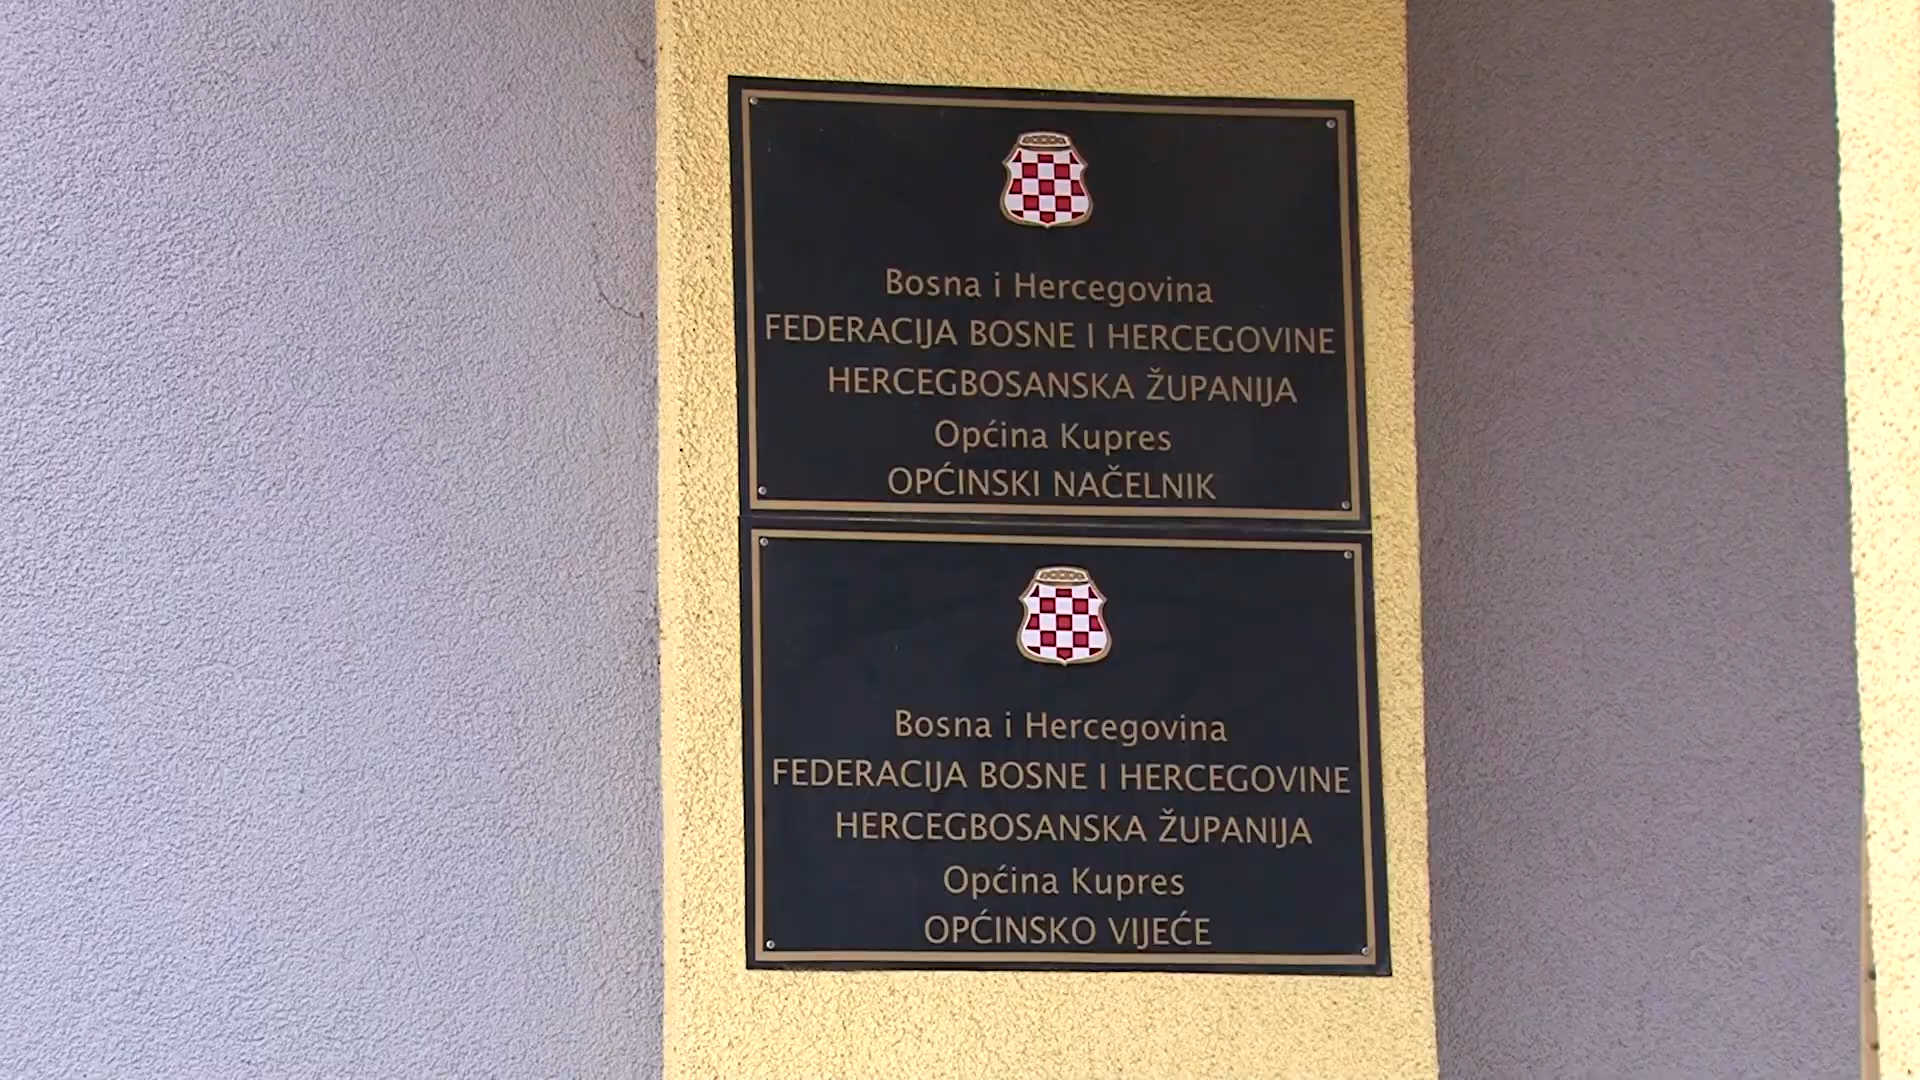 Bosna i Hercegovina
FEDERACIJA BOSNE I HERCEGOVINE
HERCEGBOSANSKA ŽUPANIJA
Općina Kupres
OPĆINSKI NAČELNIK
Bosna i Hercegovina
FEDERACIJA BOSNE I HERCEGOVINE
HERCEGBOSANSKA ŽUPANIJA
Općina Kupres
OPĆINSKO VIJEĆE